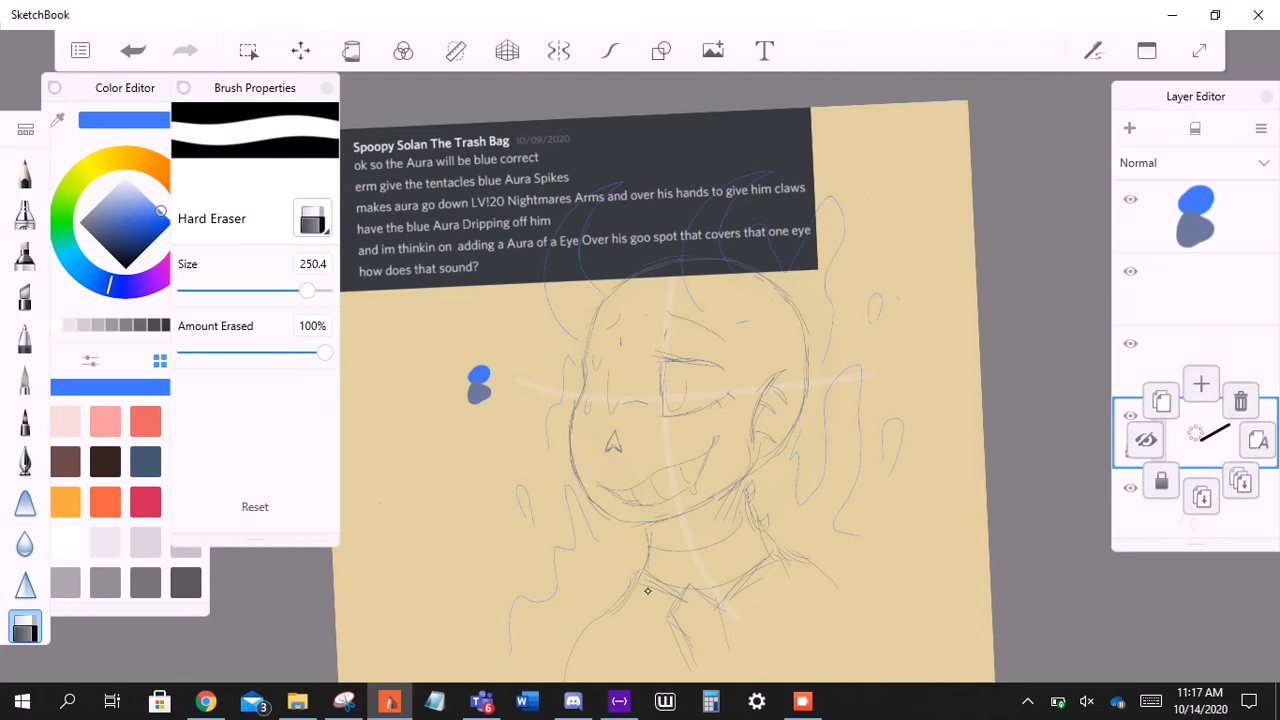 SketchBook
Color Editor
Brush Properties
Layer Editor
Normal
Hard Eraser
Size
250.4
Amount Erased
100%
Reset
Spoopy Solan The Trash Bag 10/09/2020
ok so the Aura will be blue correct
erm give the tentacles blue Aura Spikes
makes aura go down LV!20 Nightmares Arms and over his hands to give him claws
have the blue Aura Dripping off him
and im thinkin on adding a Aura of a Eye Over his goo spot that covers that one eye
how does that sound?
3
6
11:17 AM
10/14/2020